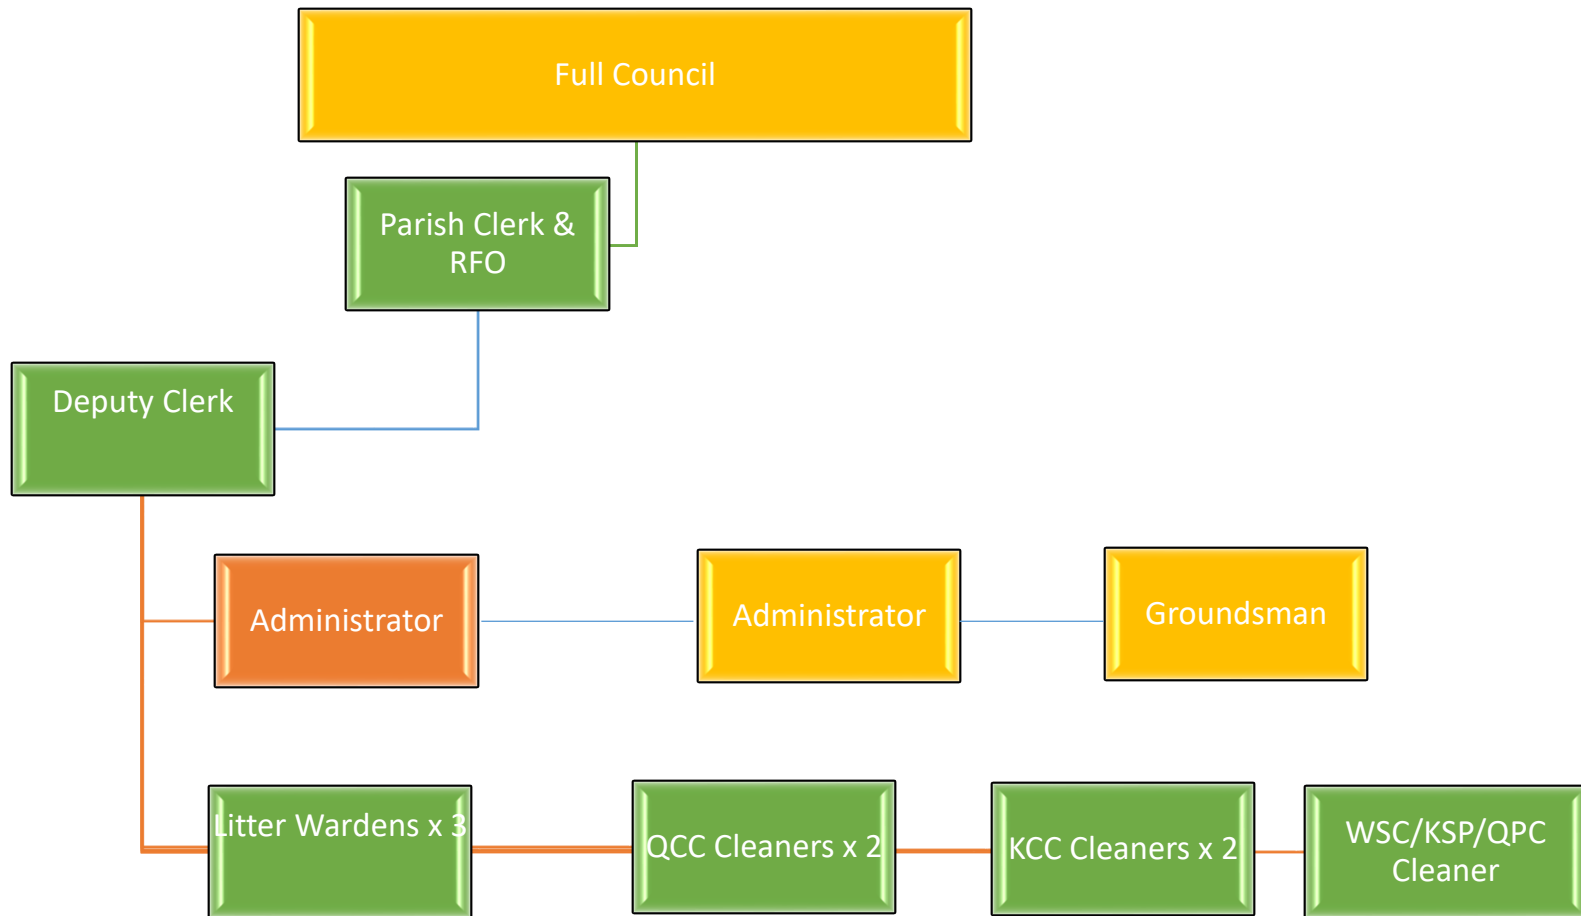 Full Council
Parish Clerk &
RFO
Deputy Clerk
Administrator
Administrator
Groundsman
Litter Wardens x 3
QCC Cleaners x 2
KCC Cleaners x 2
WSC/KSP/QPC
Cleaner